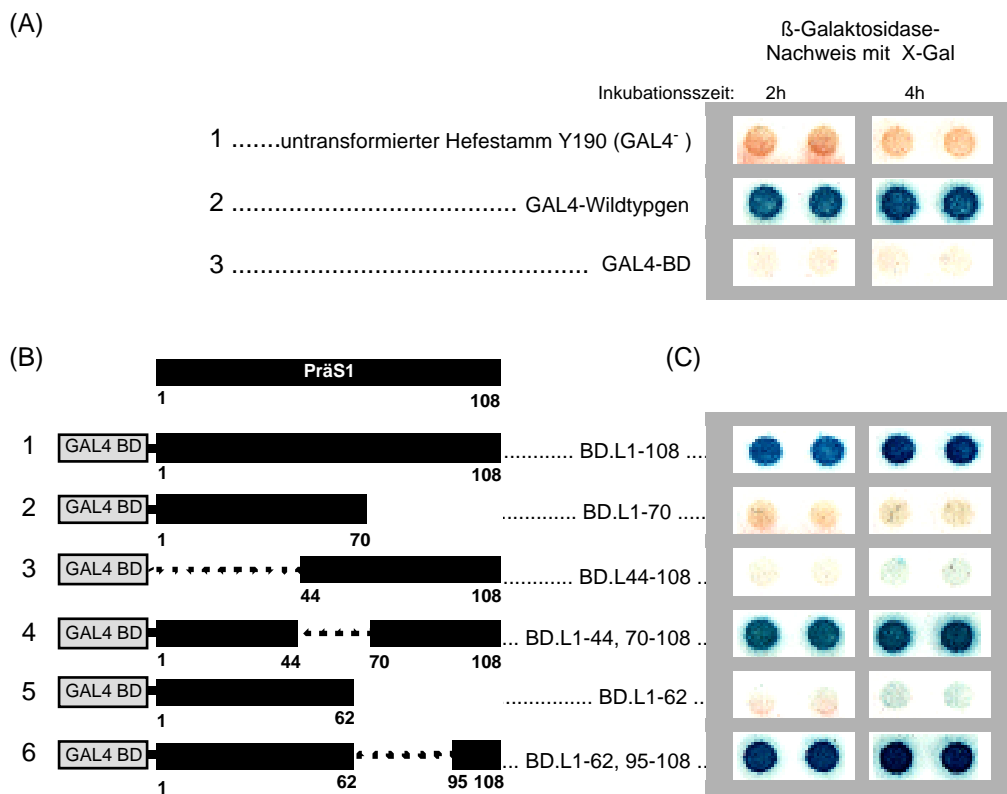 (A)
ß-Galaktosidase-
Nachweis mit X-Gal
Inkubationsszeit: 2h 4h
1 .......untransformierter Hefestamm Y190 (GAL4⁻ )
2 ....................................... GAL4-Wildtypgen
3 ................................................. GAL4-BD
(B)
(C)
PräS1
1 108
1 GAL4 BD ............ BD.L1-108 ....
1 108
2 GAL4 BD ............. BD.L1-70 .....
1 70
3 GAL4 BD ............ BD.L44-108 ..
44 108
4 GAL4 BD ... BD.L1-44, 70-108 ....
1 44 70 108
5 GAL4 BD ................ BD.L1-62 ..
1 62
6 GAL4 BD ... BD.L1-62, 95-108 ..
1 62 95 108